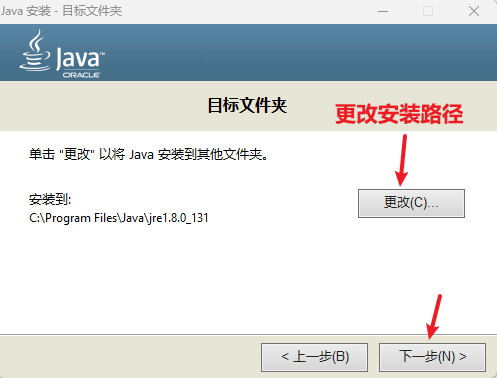 Java 安装 - 目标文件夹
Java™
ORACLE
目标文件夹
更改安装路径
单击 "更改" 以将 Java 安装到其他文件夹。
安装到:
C:\Program Files\Java\jre1.8.0_131
更改(C)...
< 上一步(B)
下一步(N) >